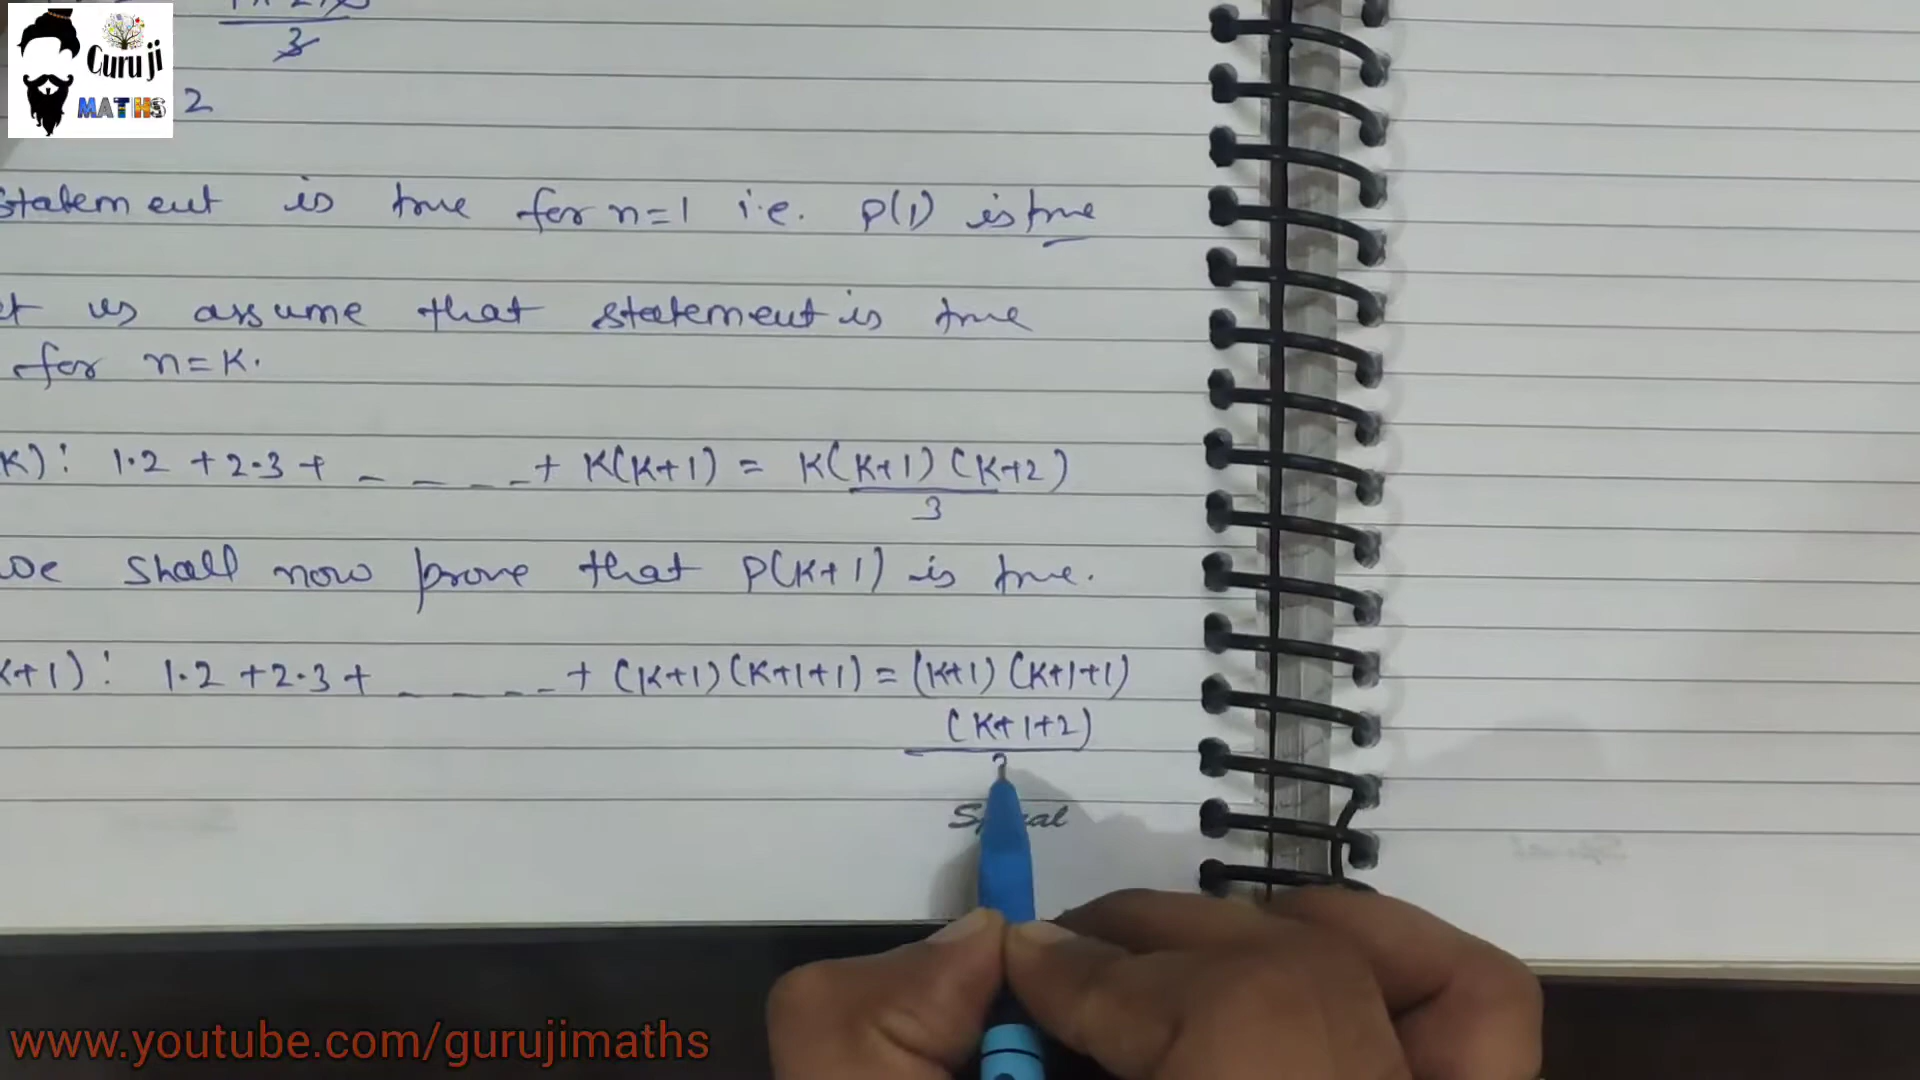 Guru ji
MATHS
3
2
statement is true for n=1 i.e. P(1) is true
us assume that statement is true
for n=K.
K): 1·2 + 2·3 + _ _ _ _ + K(K+1) = K(K+1)(K+2)
3
we shall now prove that P(K+1) is true.
K+1): 1·2 + 2·3 + _ _ _ _ + (K+1)(K+1+1) = (K+1)(K+1+1)
(K+1+2)
www.youtube.com/gurujimaths